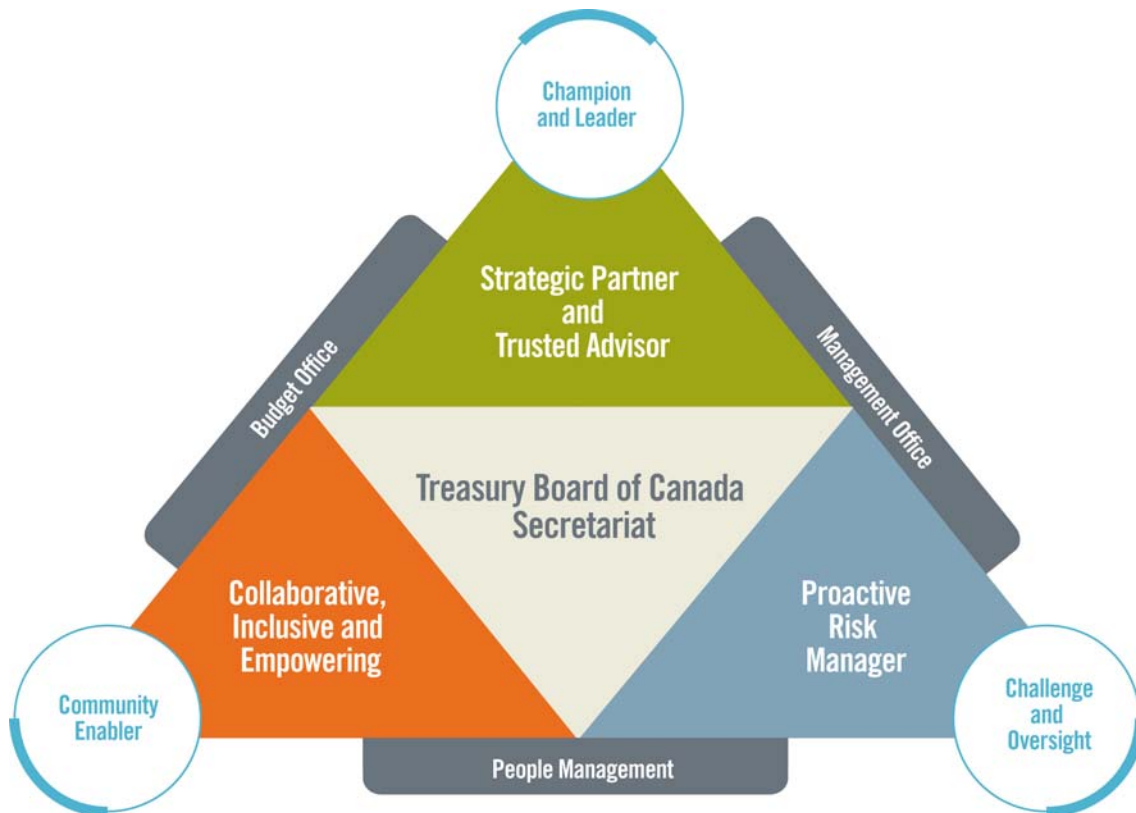 Champion
and Leader
Strategic Partner
and
Trusted Advisor
Budget Office
Management Office
Treasury Board of Canada
Secretariat
Collaborative,
Inclusive and
Empowering
Proactive
Risk
Manager
Community
Enabler
Challenge
and
Oversight
People Management